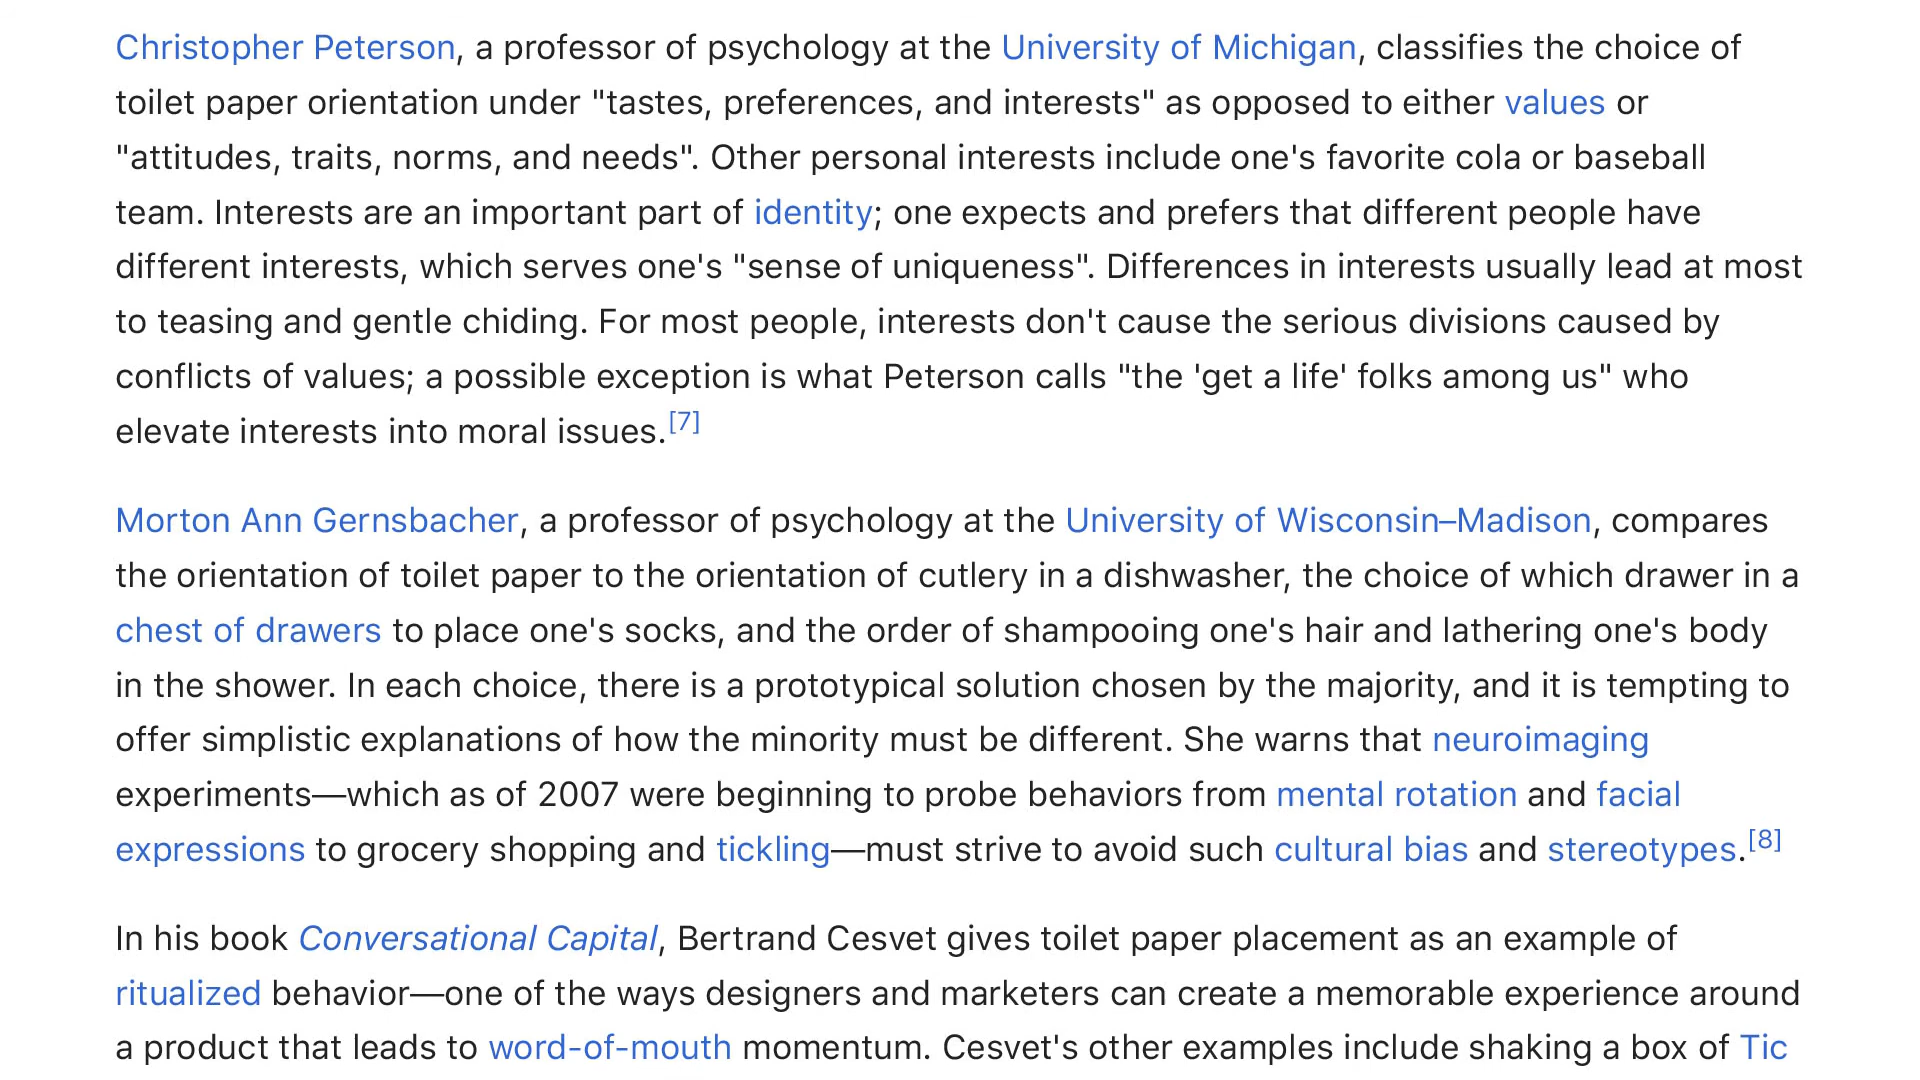 Christopher Peterson, a professor of psychology at the University of Michigan, classifies the choice of
toilet paper orientation under "tastes, preferences, and interests" as opposed to either values or
"attitudes, traits, norms, and needs". Other personal interests include one's favorite cola or baseball
team. Interests are an important part of identity; one expects and prefers that different people have
different interests, which serves one's "sense of uniqueness". Differences in interests usually lead at most
to teasing and gentle chiding. For most people, interests don't cause the serious divisions caused by
conflicts of values; a possible exception is what Peterson calls "the 'get a life' folks among us" who
elevate interests into moral issues.[7]
Morton Ann Gernsbacher, a professor of psychology at the University of Wisconsin–Madison, compares
the orientation of toilet paper to the orientation of cutlery in a dishwasher, the choice of which drawer in a
chest of drawers to place one's socks, and the order of shampooing one's hair and lathering one's body
in the shower. In each choice, there is a prototypical solution chosen by the majority, and it is tempting to
offer simplistic explanations of how the minority must be different. She warns that neuroimaging
experiments—which as of 2007 were beginning to probe behaviors from mental rotation and facial
expressions to grocery shopping and tickling—must strive to avoid such cultural bias and stereotypes.[8]
In his book Conversational Capital, Bertrand Cesvet gives toilet paper placement as an example of
ritualized behavior—one of the ways designers and marketers can create a memorable experience around
a product that leads to word-of-mouth momentum. Cesvet's other examples include shaking a box of Tic